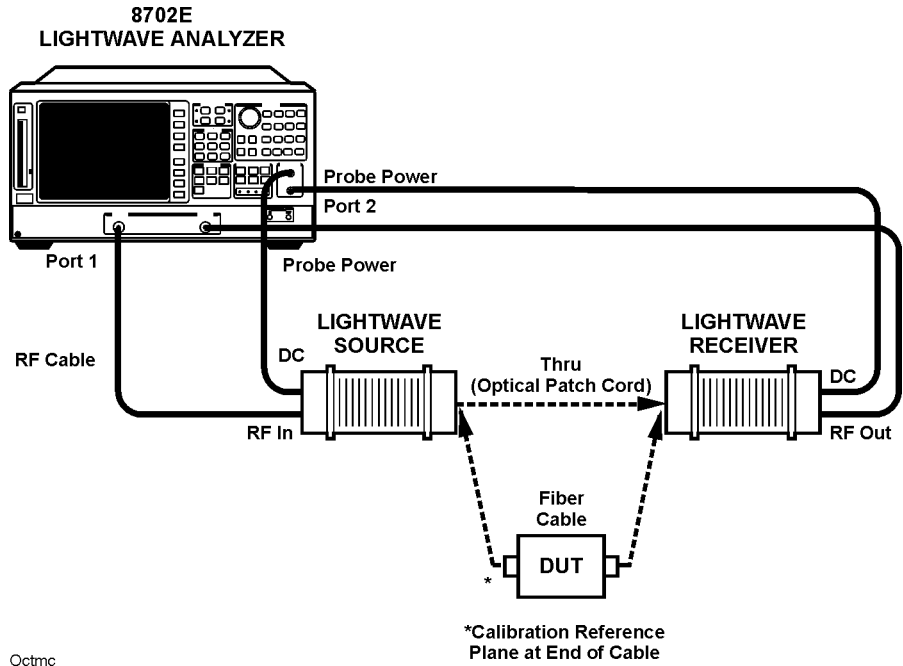 8702E
LIGHTWAVE ANALYZER
Probe Power
Port 2
Port 1
Probe Power
LIGHTWAVE
SOURCE
LIGHTWAVE
RECEIVER
RF Cable
DC
Thru
(Optical Patch Cord)
DC
RF In
RF Out
Fiber
Cable
DUT
*
*Calibration Reference
Plane at End of Cable
Octmc